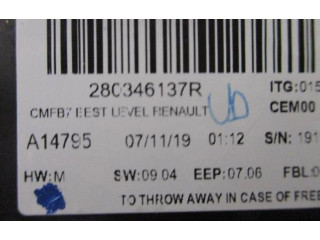 280346137R
ITG:015
CMFB7 BEST LEVEL RENAULT
CEM00
A14795 07/11/19 01:12 S/N: 191
HW:M SW:09.04 EEP:07.06 FBL:0
TO THROW AWAY IN CASE OF FREE